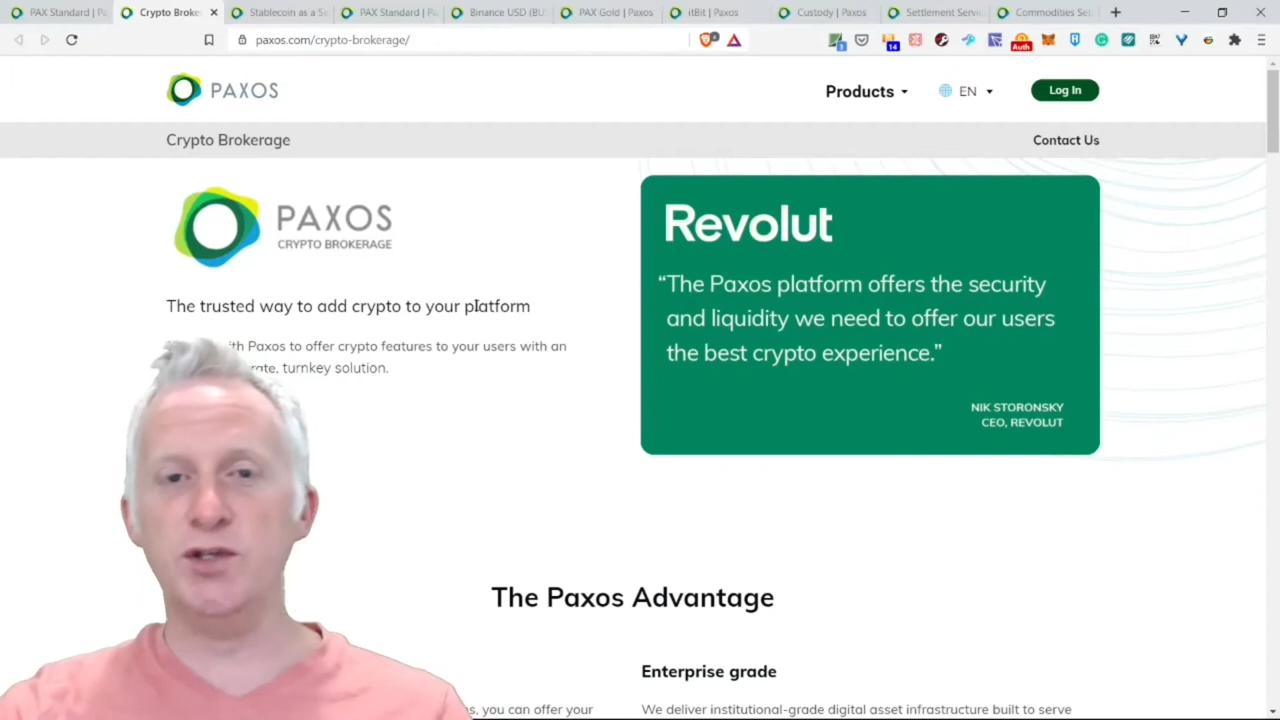 PAX Standard | Pa
Crypto Broke
Stablecoin as a Se
PAX Standard | Pa
Binance USD (BU
PAX Gold | Paxos
itBit | Paxos
Custody | Paxos
Settlement Servi
Commodities Set
paxos.com/crypto-brokerage/
14
Auth
PAXOS
Products
EN
Log In
Crypto Brokerage
Contact Us
PAXOS
CRYPTO BROKERAGE
The trusted way to add crypto to your platform
ith Paxos to offer crypto features to your users with an
rate, turnkey solution.
Revolut
“The Paxos platform offers the security
and liquidity we need to offer our users
the best crypto experience.”
NIK STORONSKY
CEO, REVOLUT
The Paxos Advantage
Enterprise grade
s, you can offer your
We deliver institutional-grade digital asset infrastructure built to serve